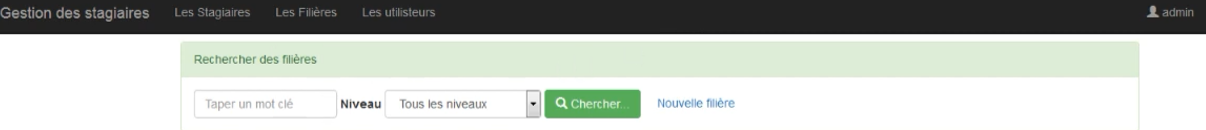 Gestion des stagiaires Les Stagiaires Les Filières Les utilisteurs admin
Rechercher des filières
Taper un mot clé Niveau Tous les niveaux Chercher... Nouvelle filière